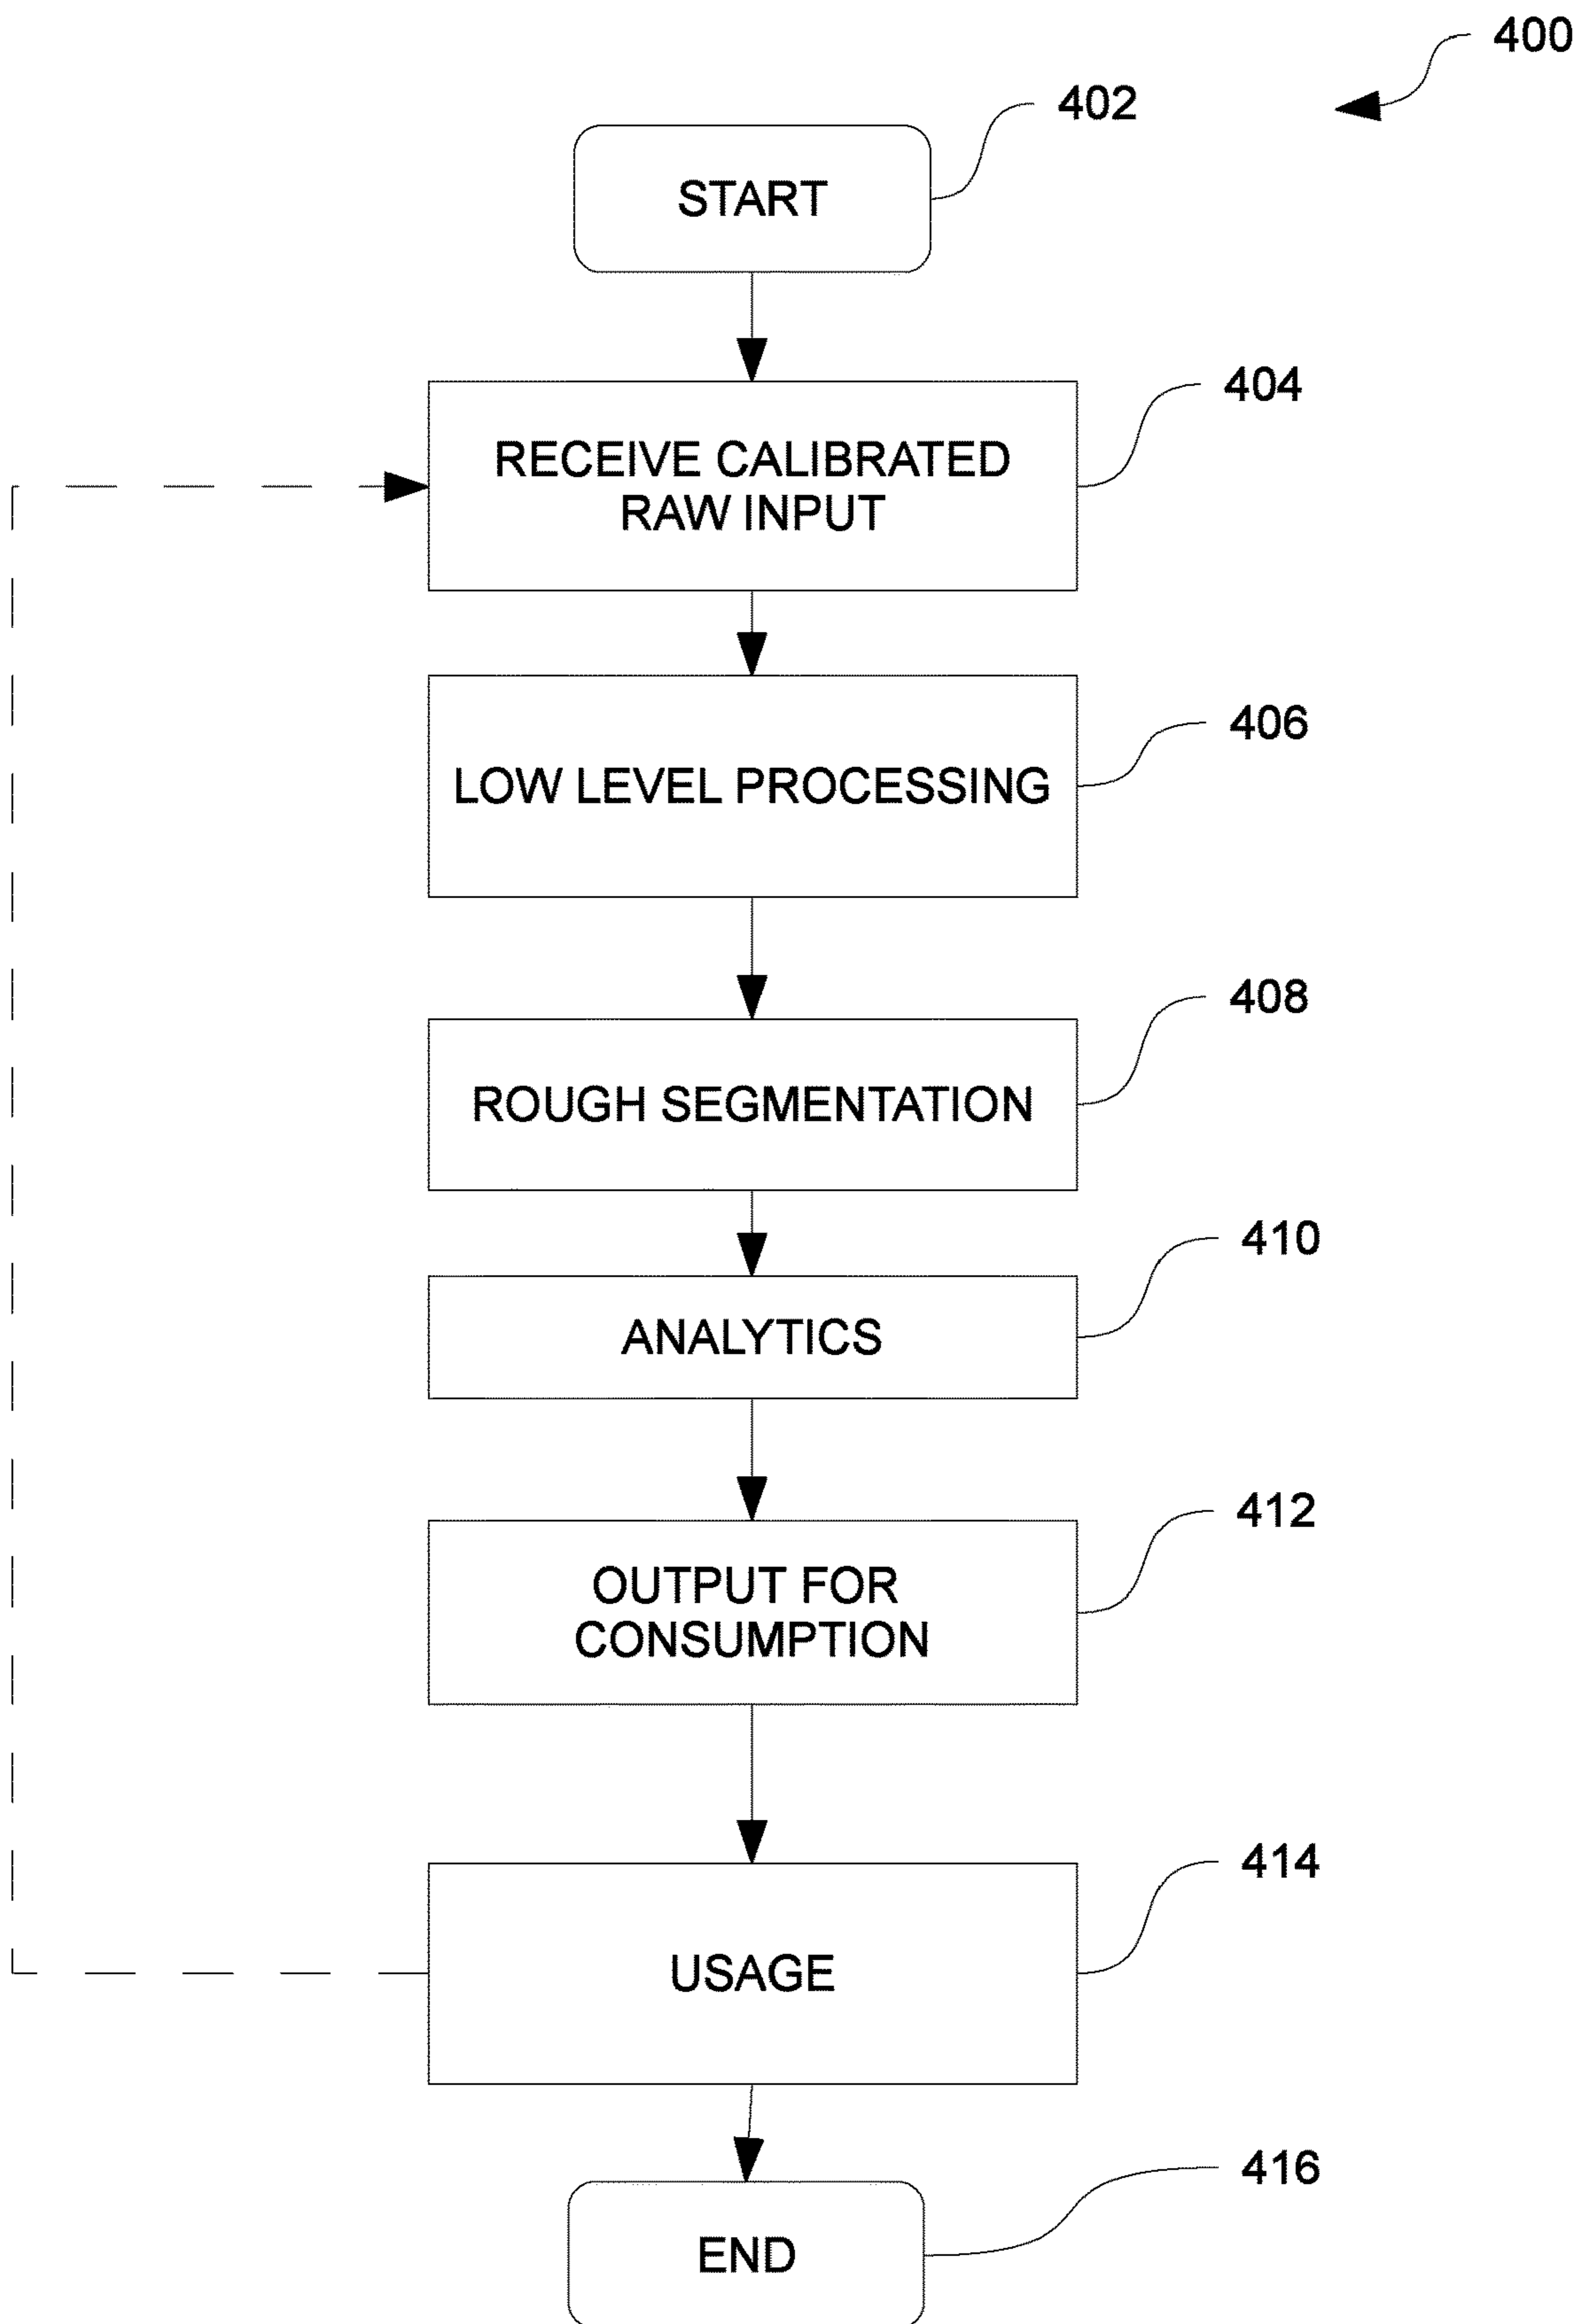 400
402
START
404
RECEIVE CALIBRATED
RAW INPUT
406
LOW LEVEL PROCESSING
408
ROUGH SEGMENTATION
410
ANALYTICS
412
OUTPUT FOR
CONSUMPTION
414
USAGE
416
END